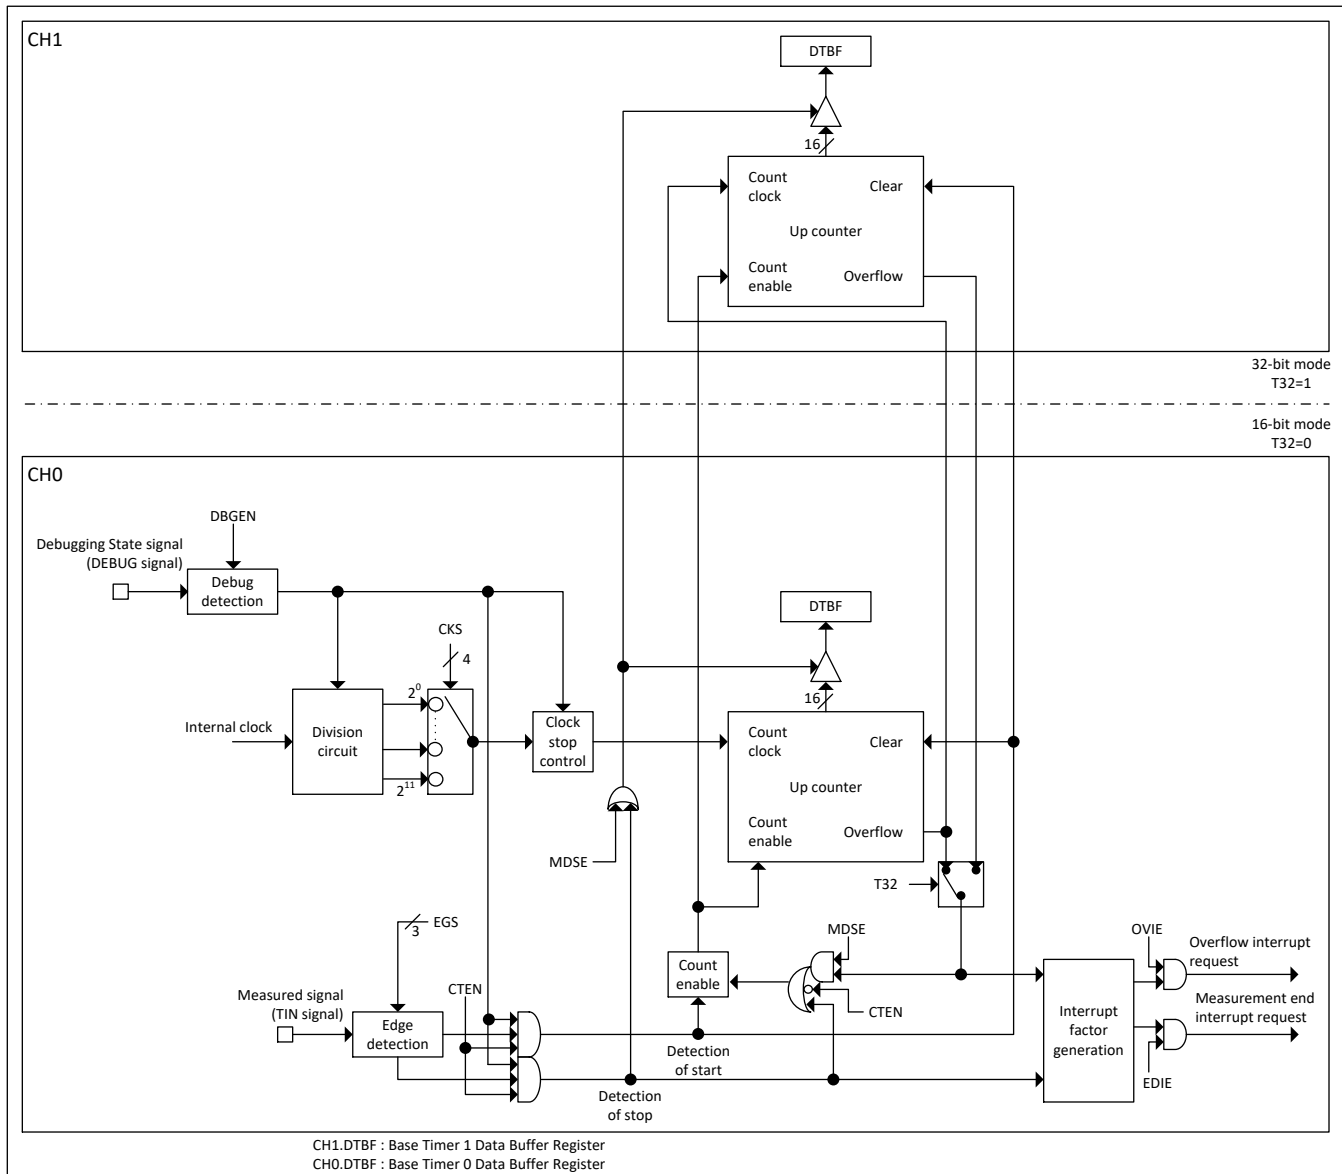 CH1
DTBF
16
Count
clock
Clear
Up counter
Count
enable
Overflow
32-bit mode
T32=1
16-bit mode
T32=0
CH0
DBGEN
Debugging State signal
(DEBUG signal)
Debug
detection
DTBF
CKS
4
16
2^0
Internal clock
Division
circuit
Clock
stop
control
Count
clock
Clear
Up counter
2^11
Count
enable
Overflow
MDSE
T32
EGS
3
MDSE
OVIE
Overflow interrupt
request
Count
enable
CTEN
Measured signal
(TIN signal)
Edge
detection
CTEN
Interrupt
factor
generation
Measurement end
interrupt request
Detection
of start
EDIE
Detection
of stop
CH1.DTBF : Base Timer 1 Data Buffer Register
CH0.DTBF : Base Timer 0 Data Buffer Register